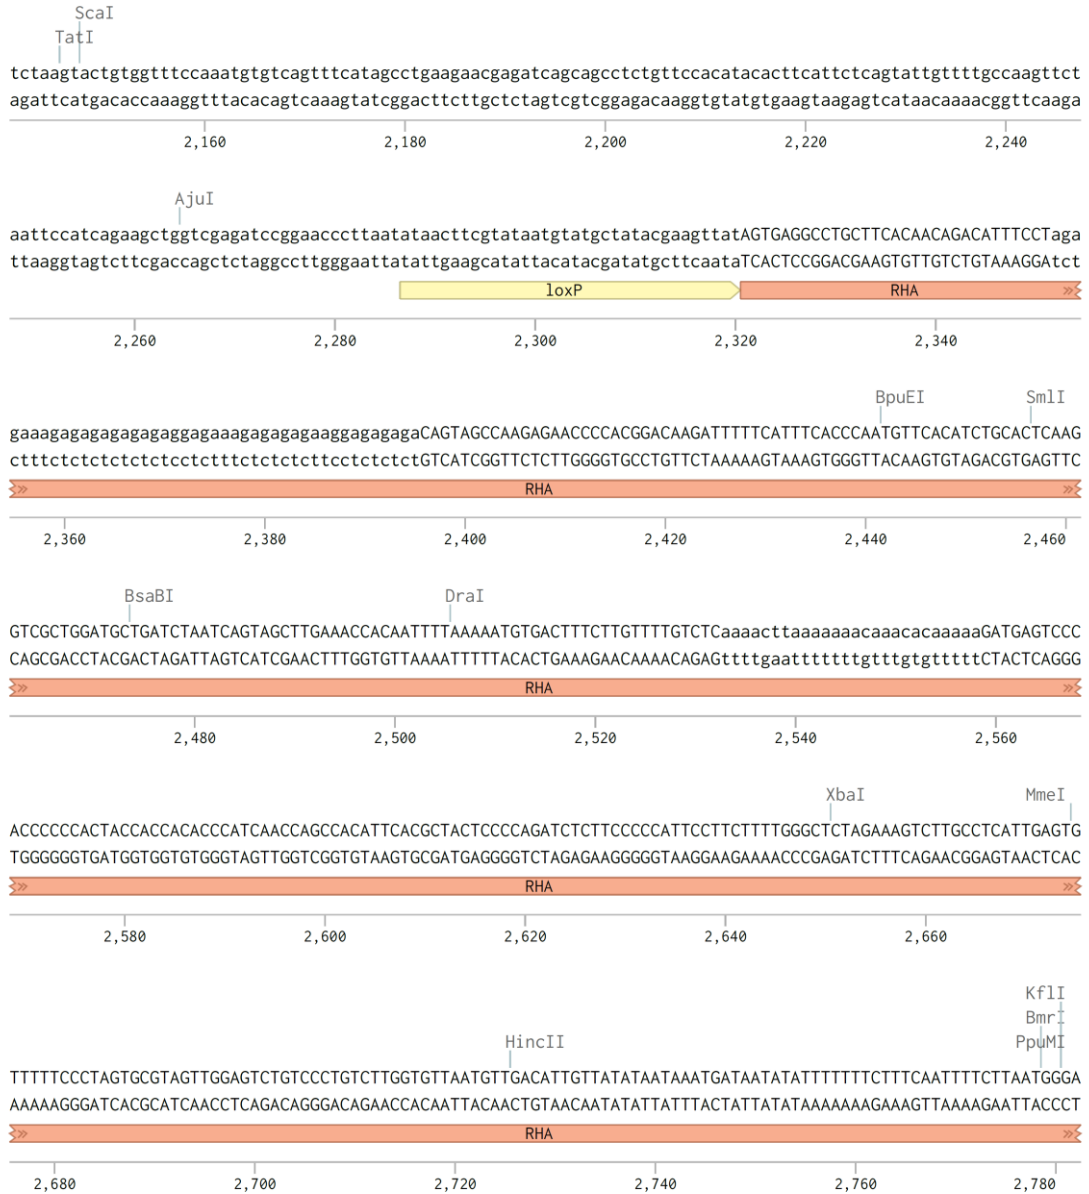 ScaI
TatI
tctaagtactgtggtttccaaatgtgtcagtttcatagcctgaagaacgagatcagcagcctctgttccacatacacttcattctcagtattgttttgccaagttct
agattcatgacaccaaaggtttacacagtcaaagtatcggacttcttgctctagtcgtcggagacaaggtgtatgtgaagtaagagtcataacaaaacggttcaaga
2,160 2,180 2,200 2,220 2,240
AjuI
aattccatcagaagctggtcgagatccggaacccttaatataacttcgtataatgtatgctatacgaagttatAGTGAGGCCTGCTTCACAACAGACATTTCCTaga
ttaaggtagtcttcgaccagctctaggccttgggaattatattgaagcatattacatacgatatgcttcaataTCACTCCGGACGAAGTGTTGTCTGTAAAGGAtct
loxP RHA
2,260 2,280 2,300 2,320 2,340
BpuEI SmlI
gaaagagagagagagaggagaaagagagagaaggagagagaCAGTAGCCAAGAGAACCCCACGGACAAGATTTTTCATTTCACCCAATGTTCACATCTGCACTCAAG
ctttctctctctctctcctctttctctctcttcctctctctGTCATCGGTTCTCTTGGGGTGCCTGTTCTAAAAAGTAAAGTGGGTTACAAGTGTAGACGTGAGTTC
RHA
2,360 2,380 2,400 2,420 2,440 2,460
BsaBI DraI
GTCGCTGGATGCTGATCTAATCAGTAGCTTGAAACCACAATTTTAAAAATGTGACTTTCTTGTTTTGTCTCaaaacttaaaaaaacaaacacaaaaaGATGAGTCCC
CAGCGACCTACGACTAGATTAGTCATCGAACTTTGGTGTTAAAATTTTTACACTGAAAGAACAAAACAGAGttttgaatttttttgtttgtgtttttCTACTCAGGG
RHA
2,480 2,500 2,520 2,540 2,560
XbaI MmeI
ACCCCCCACTACCACCACACCCATCAACCAGCCACATTCACGCTACTCCCCAGATCTCTTCCCCCATTCCTTCTTTTGGGCTCTAGAAAGTCTTGCCTCATTGAGTG
TGGGGGGTGATGGTGGTGTGGGTAGTTGGTCGGTGTAAGTGCGATGAGGGGTCTAGAGAAGGGGGTAAGGAAGAAAACCCGAGATCTTTCAGAACGGAGTAACTCAC
RHA
2,580 2,600 2,620 2,640 2,660
KflI
BmrI
PpuMI
HincII
TTTTTCCCTAGTGCGTAGTTGGAGTCTGTCCCTGTCTTGGTGTTAATGTTGACATTGTTATATAATAAATGATAATATATTTTTTTCTTTCAATTTTCTTAATGGGA
AAAAAGGGATCACGCATCAACCTCAGACAGGGACAGAACCACAATTACAACTGTAACAATATATTATTTACTATTATATAAAAAAAGAAAGTTAAAAGAATTACCCT
RHA
2,680 2,700 2,720 2,740 2,760 2,780